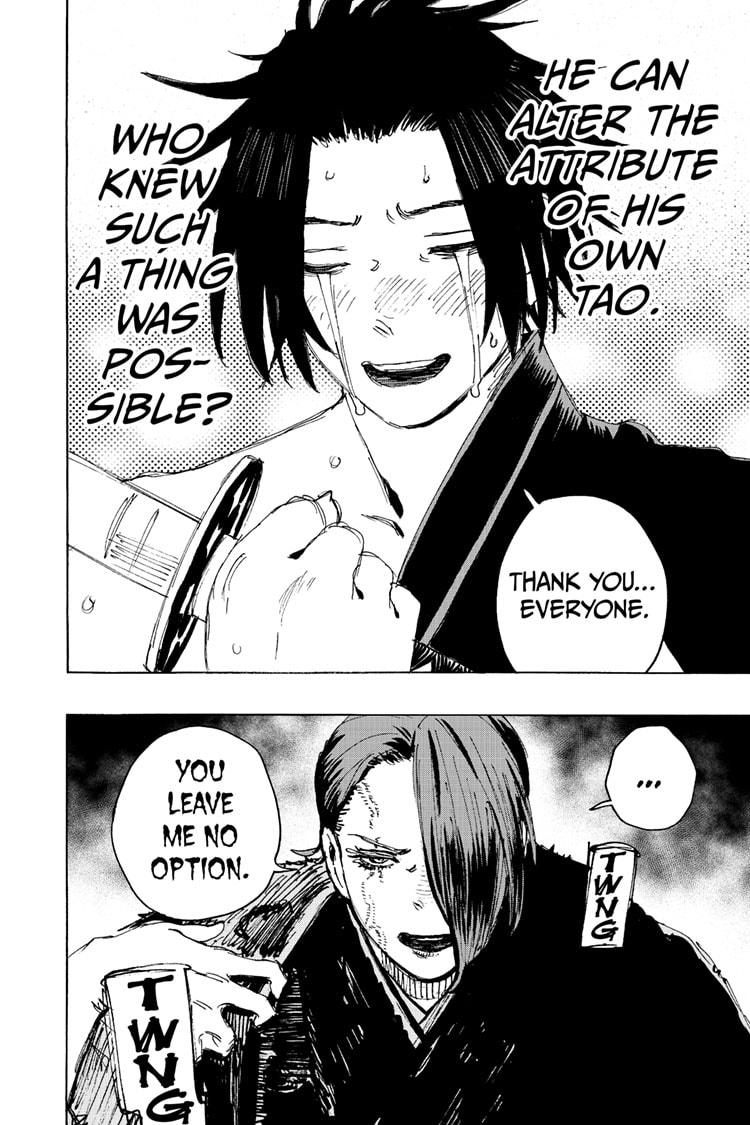 HE CAN
ALTER THE
ATTRIBUTE
OF HIS
OWN
TAO.
WHO
KNEW
SUCH
A THING
WAS
POS-
SIBLE?
THANK YOU...
EVERYONE.
...
TWNG
YOU
LEAVE
ME NO
OPTION.
TWNG